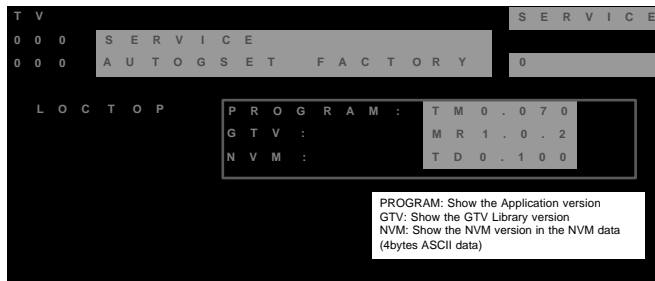 TV SERVICE
000 SERVICE
000 AUTOGSET FACTORY 0
LOCTOP PROGRAM: TM0.070
GTV: MR1.0.2
NVM: TD0.100
PROGRAM: Show the Application version
GTV: Show the GTV Library version
NVM: Show the NVM version in the NVM data
(4bytes ASCII data)